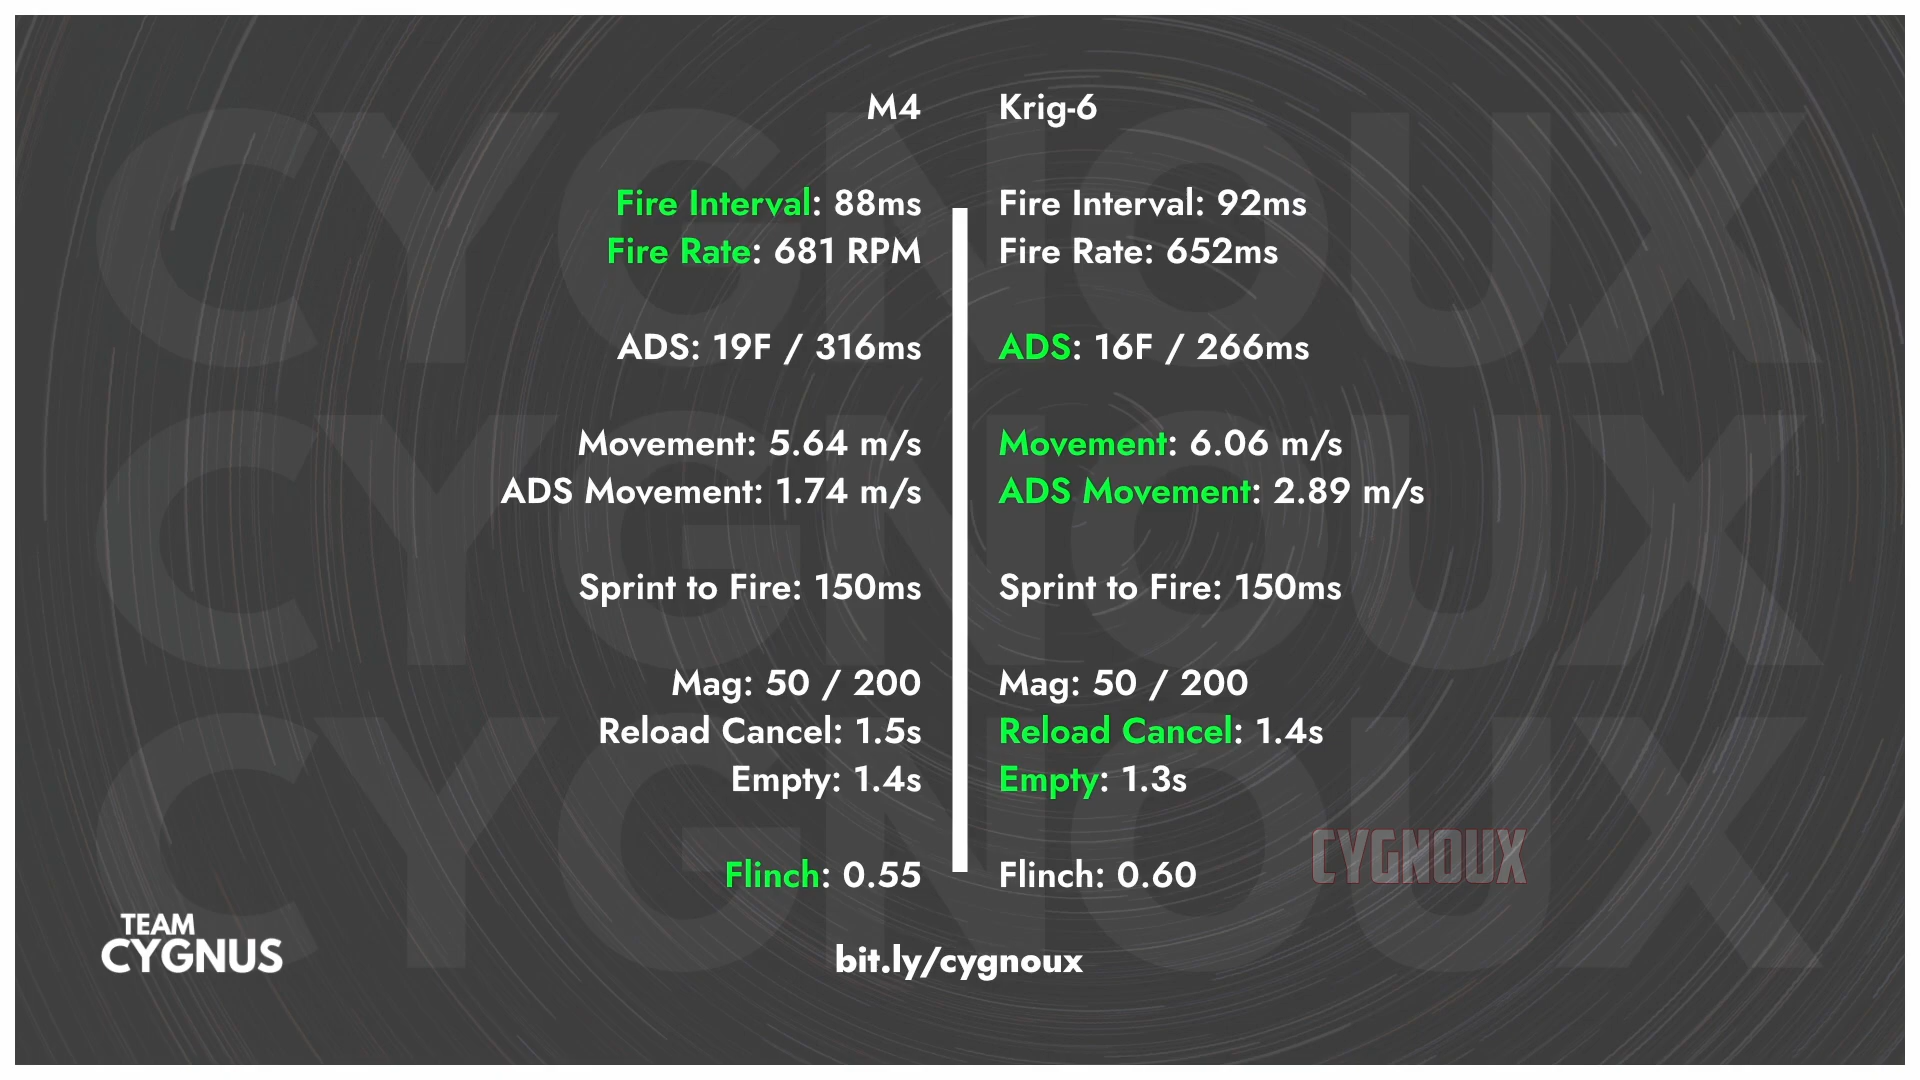 CYGNOUX
CYGNOUX
CYGNOUX
M4
Fire Interval: 88ms
Fire Rate: 681 RPM
ADS: 19F / 316ms
Movement: 5.64 m/s
ADS Movement: 1.74 m/s
Sprint to Fire: 150ms
Mag: 50 / 200
Reload Cancel: 1.5s
Empty: 1.4s
Flinch: 0.55
Krig-6
Fire Interval: 92ms
Fire Rate: 652ms
ADS: 16F / 266ms
Movement: 6.06 m/s
ADS Movement: 2.89 m/s
Sprint to Fire: 150ms
Mag: 50 / 200
Reload Cancel: 1.4s
Empty: 1.3s
Flinch: 0.60
CYGNOUX
TEAM
CYGNUS
bit.ly/cygnoux